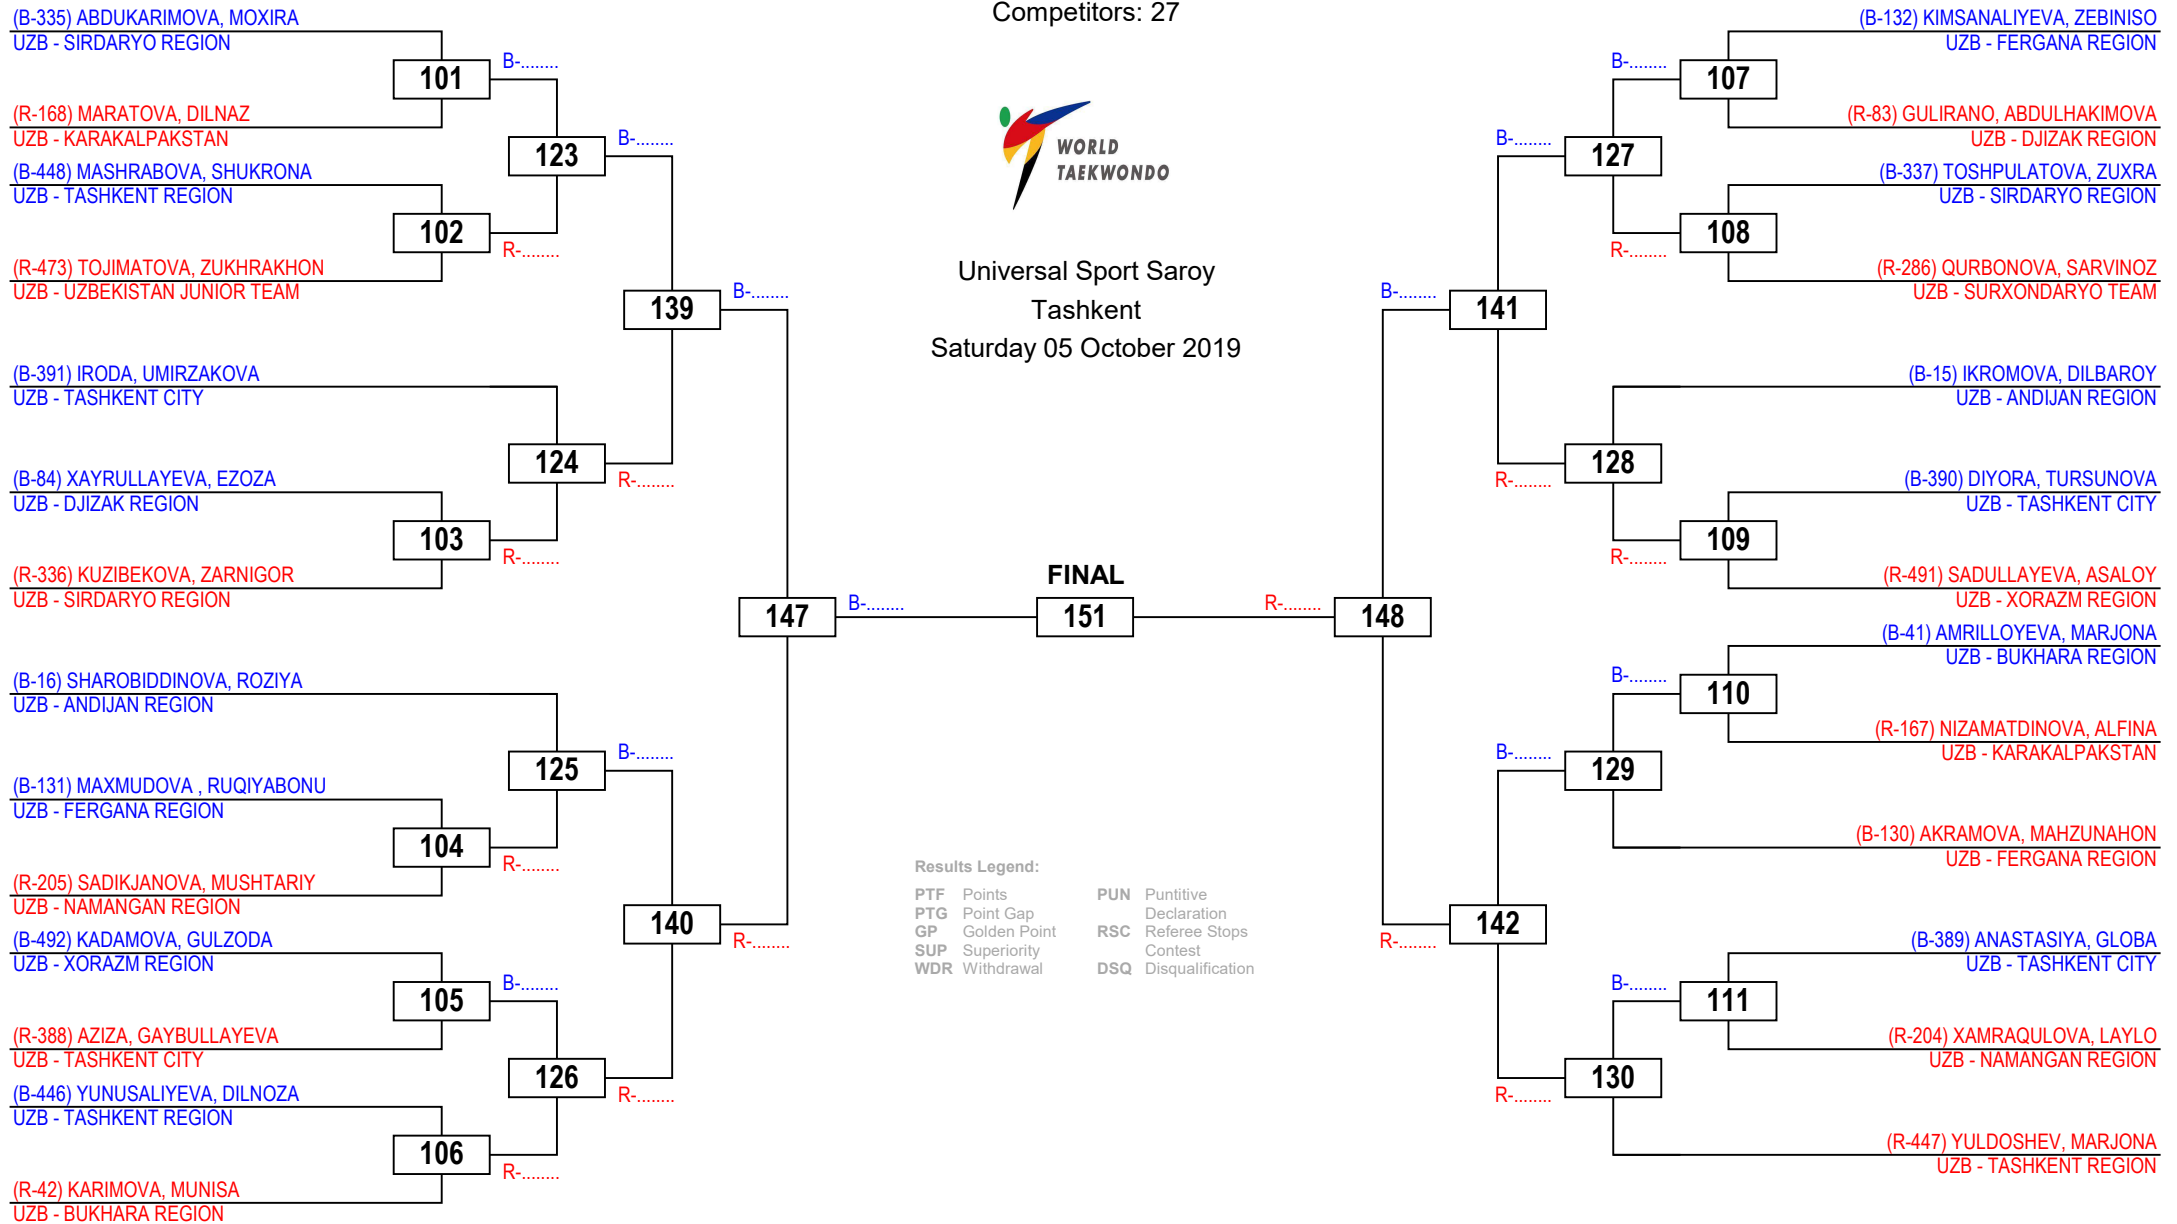 Competitors: 27
(B-335) ABDUKARIMOVA, MOXIRA
UZB - SIRDARYO REGION
101
B-........
(R-168) MARATOVA, DILNAZ
UZB - KARAKALPAKSTAN
123
B-........
(B-448) MASHRABOVA, SHUKRONA
UZB - TASHKENT REGION
102
R-........
(R-473) TOJIMATOVA, ZUKHRAKHON
UZB - UZBEKISTAN JUNIOR TEAM
139
B-........
(B-391) IRODA, UMIRZAKOVA
UZB - TASHKENT CITY
124
R-........
(B-84) XAYRULLAYEVA, EZOZA
UZB - DJIZAK REGION
103
R-........
(R-336) KUZIBEKOVA, ZARNIGOR
UZB - SIRDARYO REGION
147
B-........
(B-16) SHAROBIDDINOVA, ROZIYA
UZB - ANDIJAN REGION
125
B-........
(B-131) MAXMUDOVA , RUQIYABONU
UZB - FERGANA REGION
104
R-........
(R-205) SADIKJANOVA, MUSHTARIY
UZB - NAMANGAN REGION
140
R-........
(B-492) KADAMOVA, GULZODA
UZB - XORAZM REGION
105
B-........
(R-388) AZIZA, GAYBULLAYEVA
UZB - TASHKENT CITY
126
R-........
(B-446) YUNUSALIYEVA, DILNOZA
UZB - TASHKENT REGION
106
R-........
(R-42) KARIMOVA, MUNISA
UZB - BUKHARA REGION
WORLD
TAEKWONDO
Universal Sport Saroy
Tashkent
Saturday 05 October 2019
FINAL
151
Results Legend:
PTF Points
PTG Point Gap
GP Golden Point
SUP Superiority
WDR Withdrawal
PUN Puntitive
Declaration
RSC Referee Stops
Contest
DSQ Disqualification
(B-132) KIMSANALIYEVA, ZEBINISO
UZB - FERGANA REGION
B-........
107
(R-83) GULIRANO, ABDULHAKIMOVA
UZB - DJIZAK REGION
B-........
127
(B-337) TOSHPULATOVA, ZUXRA
UZB - SIRDARYO REGION
R-........
108
(R-286) QURBONOVA, SARVINOZ
UZB - SURXONDARYO TEAM
B-........
141
(B-15) IKROMOVA, DILBAROY
UZB - ANDIJAN REGION
R-........
128
(B-390) DIYORA, TURSUNOVA
UZB - TASHKENT CITY
R-........
109
(R-491) SADULLAYEVA, ASALOY
UZB - XORAZM REGION
R-........
148
(B-41) AMRILLOYEVA, MARJONA
UZB - BUKHARA REGION
B-........
110
(R-167) NIZAMATDINOVA, ALFINA
UZB - KARAKALPAKSTAN
B-........
129
(B-130) AKRAMOVA, MAHZUNAHON
UZB - FERGANA REGION
R-........
142
(B-389) ANASTASIYA, GLOBA
UZB - TASHKENT CITY
B-........
111
(R-204) XAMRAQULOVA, LAYLO
UZB - NAMANGAN REGION
R-........
130
(R-447) YULDOSHEV, MARJONA
UZB - TASHKENT REGION